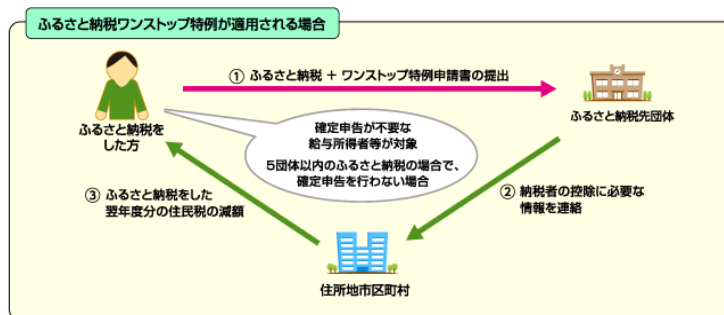 ふるさと納税ワンストップ特例が適用される場合
① ふるさと納税 + ワンストップ特例申請書の提出
ふるさと納税を
した方
ふるさと納税先団体
確定申告が不要な
給与所得者等が対象
5団体以内のふるさと納税の場合で、
確定申告を行わない場合
② 納税者の控除に必要な
情報を連絡
③ ふるさと納税をした
翌年度分の住民税の減額
住所地市区町村